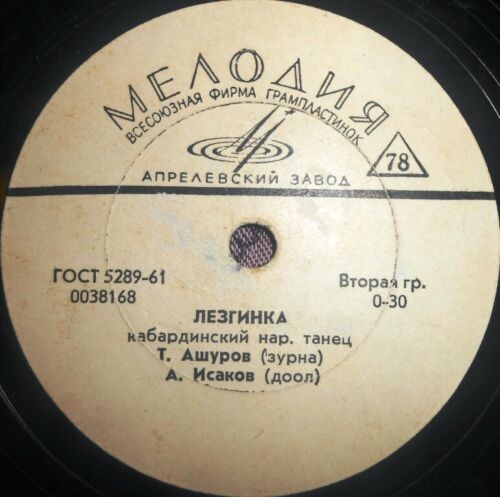 МЕЛОДИЯ
ВСЕСОЮЗНАЯ ФИРМА ГРАМПЛАСТИНОК
78
АПРЕЛЕВСКИЙ ЗАВОД
ГОСТ 5289-61
0038168
Вторая гр.
0-30
ЛЕЗГИНКА
кабардинский нар. танец
Т. Ашуров (зурна)
А. Исаков (доол)